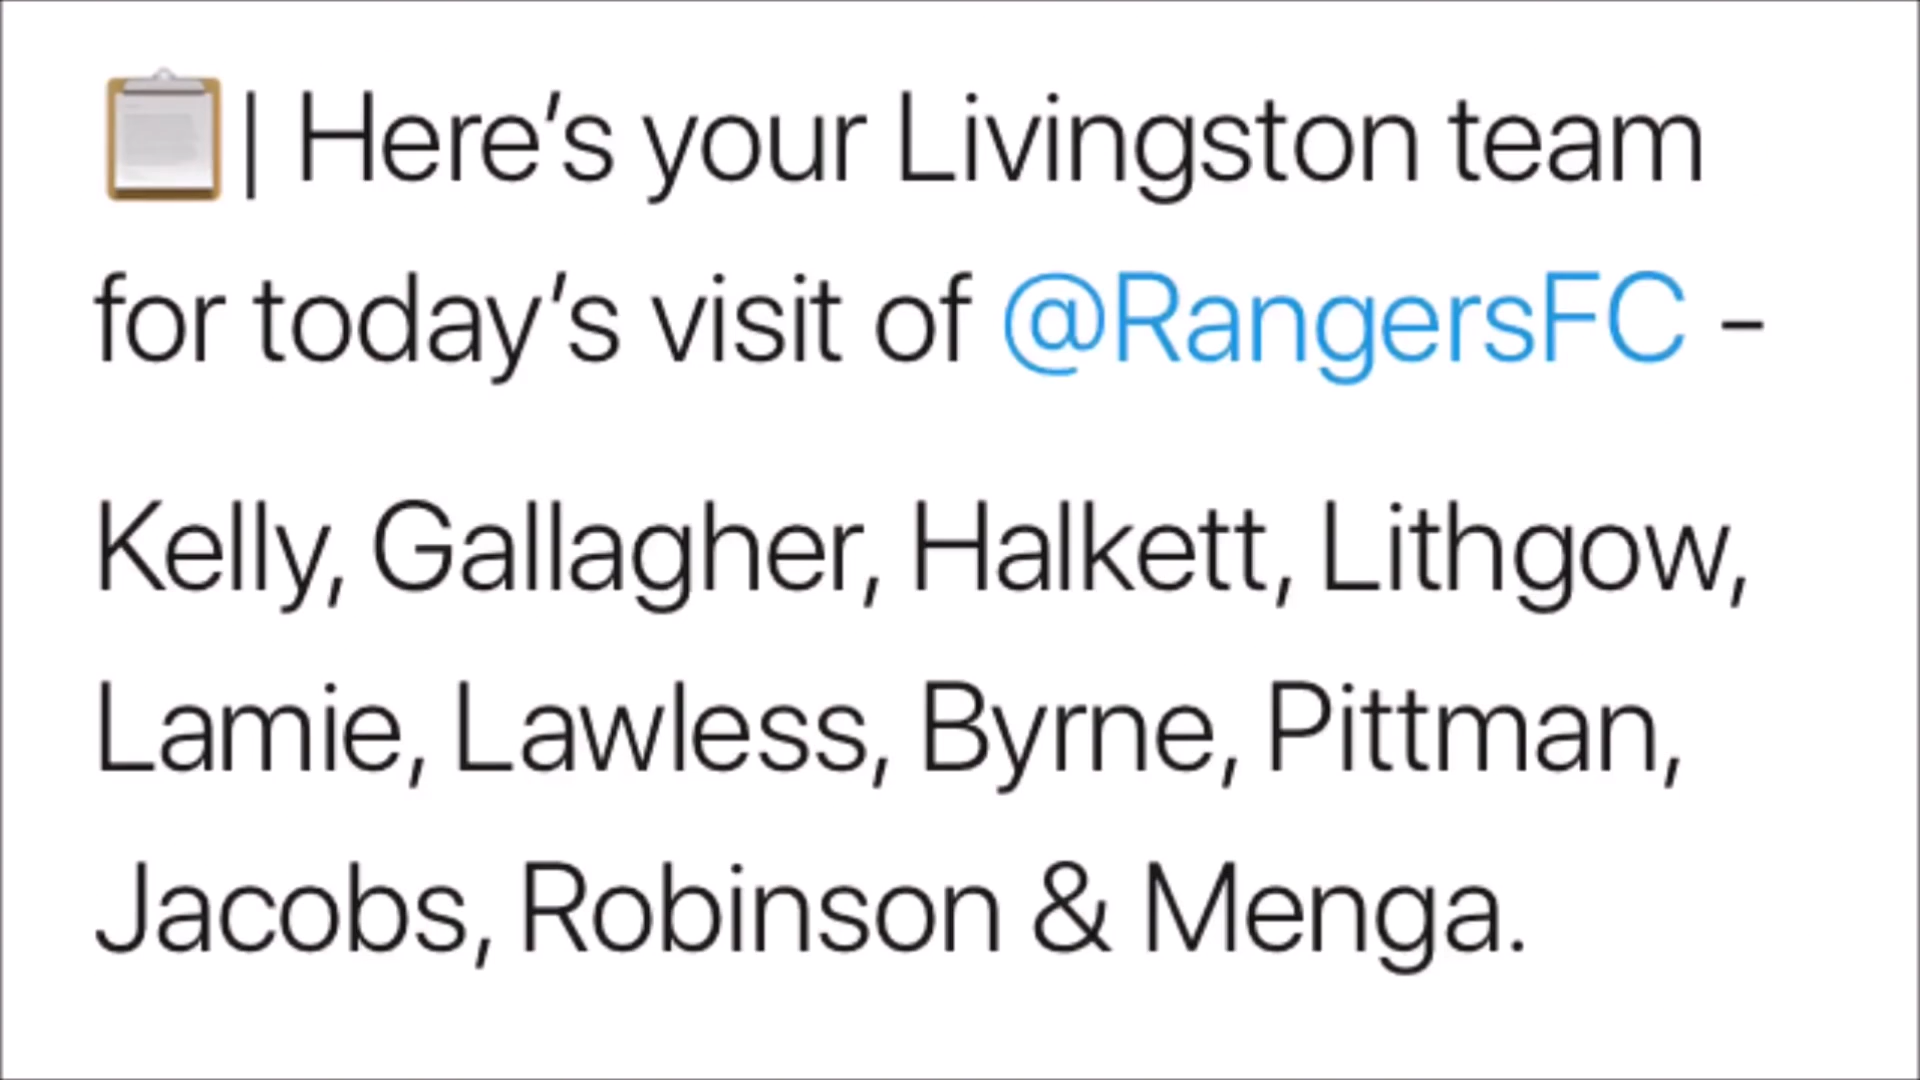 📋| Here’s your Livingston team
for today’s visit of @RangersFC -
Kelly, Gallagher, Halkett, Lithgow,
Lamie, Lawless, Byrne, Pittman,
Jacobs, Robinson & Menga.